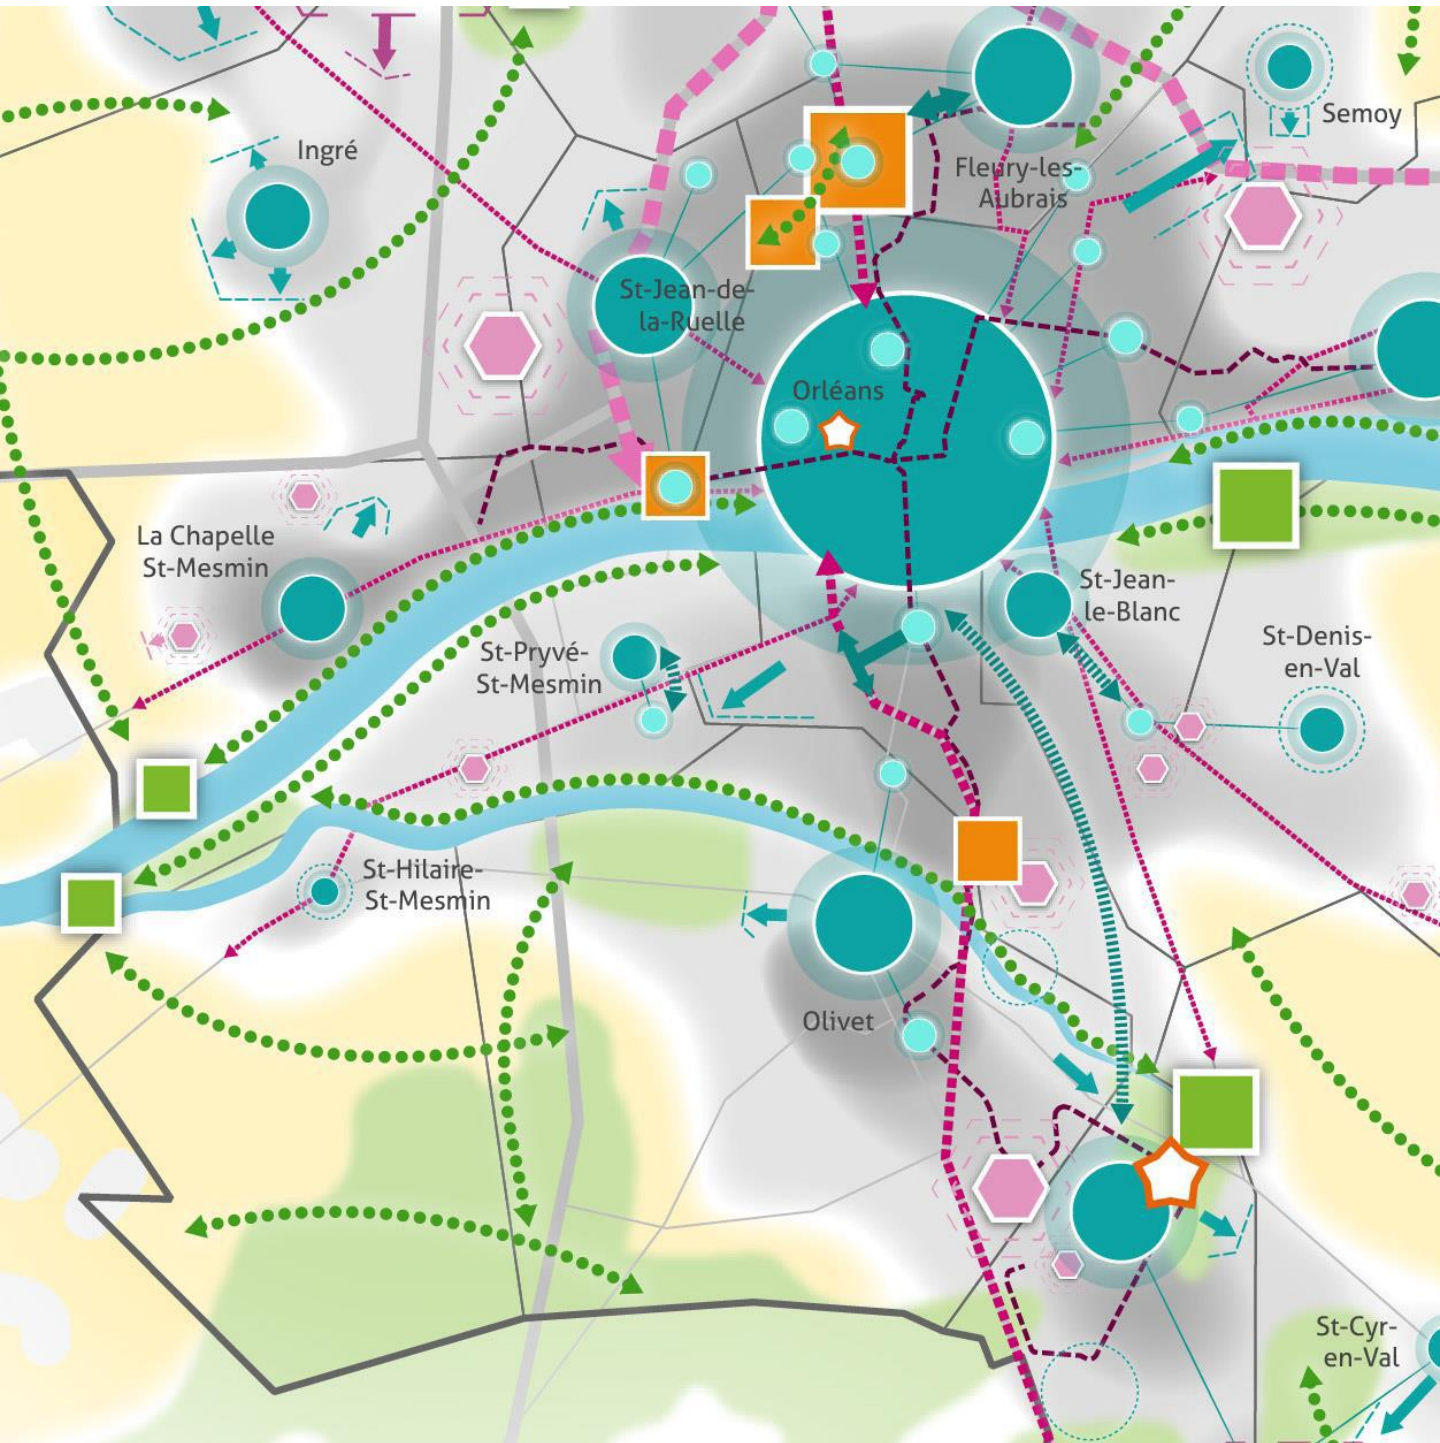 Semoy
Ingré
Fleury-les-
Aubrais
St-Jean-de-
la-Ruelle
Orléans
La Chapelle
St-Mesmin
St-Jean-
le-Blanc
St-Pryvé-
St-Mesmin
St-Denis-
en-Val
St-Hilaire-
St-Mesmin
Olivet
St-Cyr-
en-Val